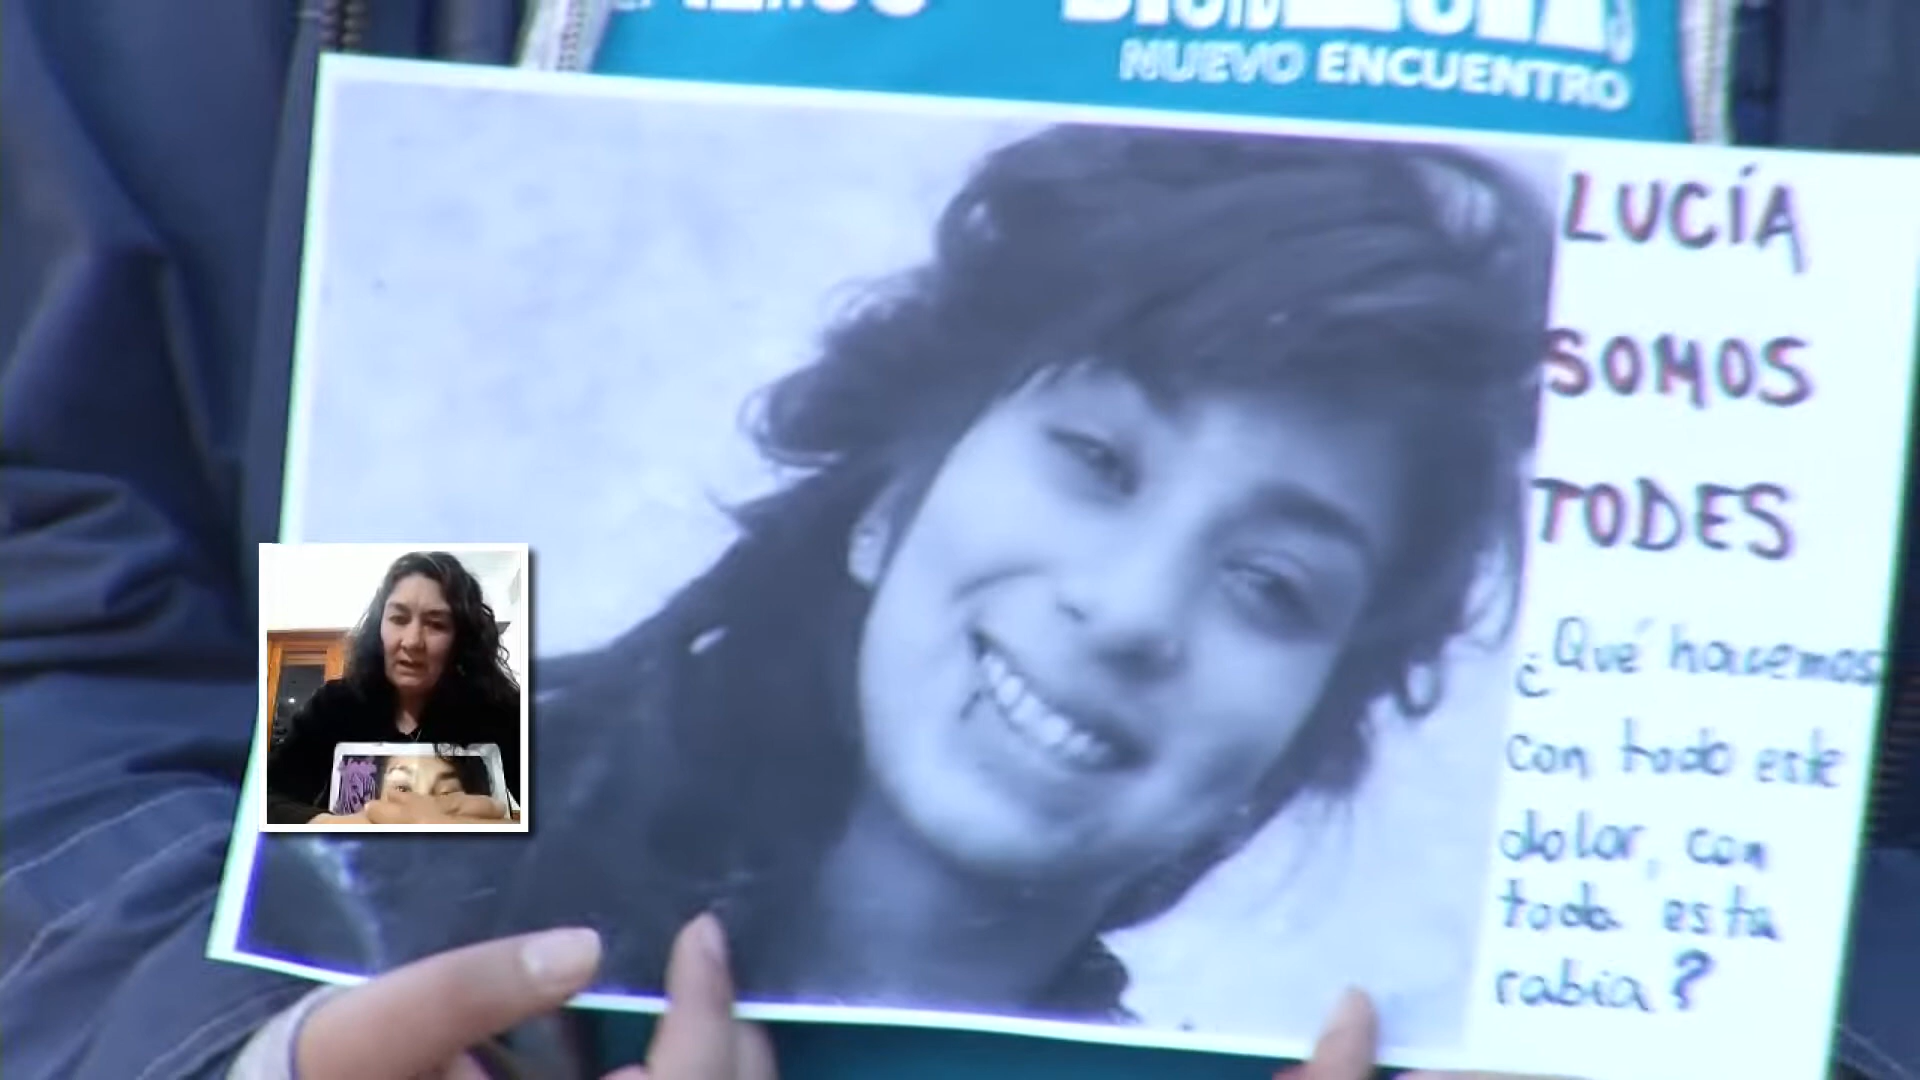 NUEVO ENCUENTRO
LUCÍA
SOMOS
TODES
¿Qué hacemos
con todo este
dolor, con
toda esta
rabia?